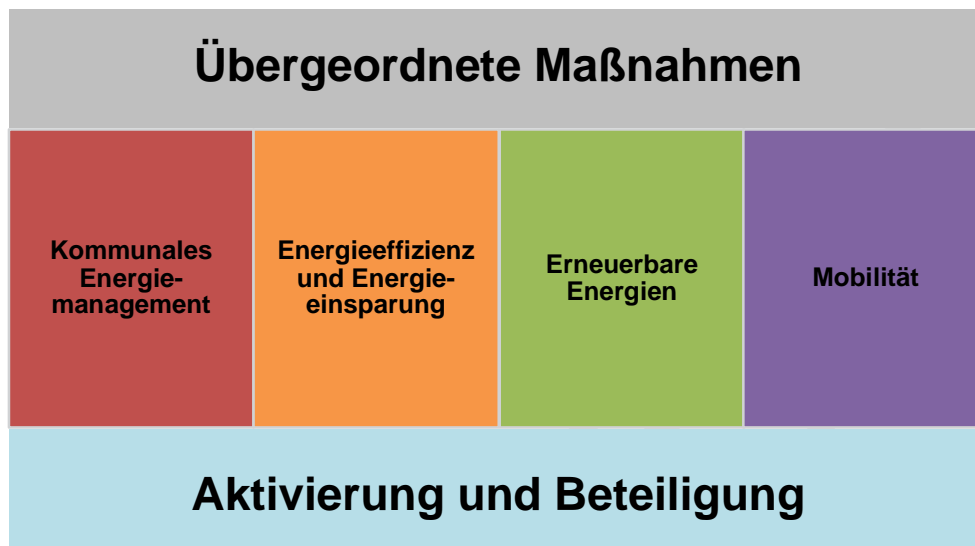 Übergeordnete Maßnahmen
Kommunales
Energie-
management
Energieeffizienz
und Energie-
einsparung
Erneuerbare
Energien
Mobilität
Aktivierung und Beteiligung